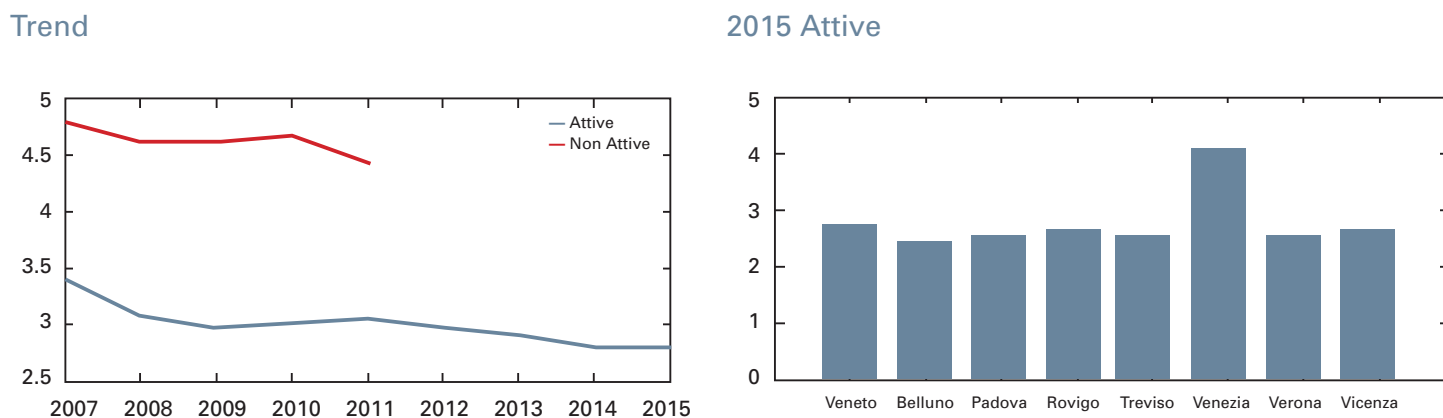 Trend
5
4.5
4
3.5
3
2.5
2007 2008 2009 2010 2011 2012 2013 2014 2015
Attive
Non Attive
2015 Attive
5
4
3
2
1
0
Veneto Belluno Padova Rovigo Treviso Venezia Verona Vicenza